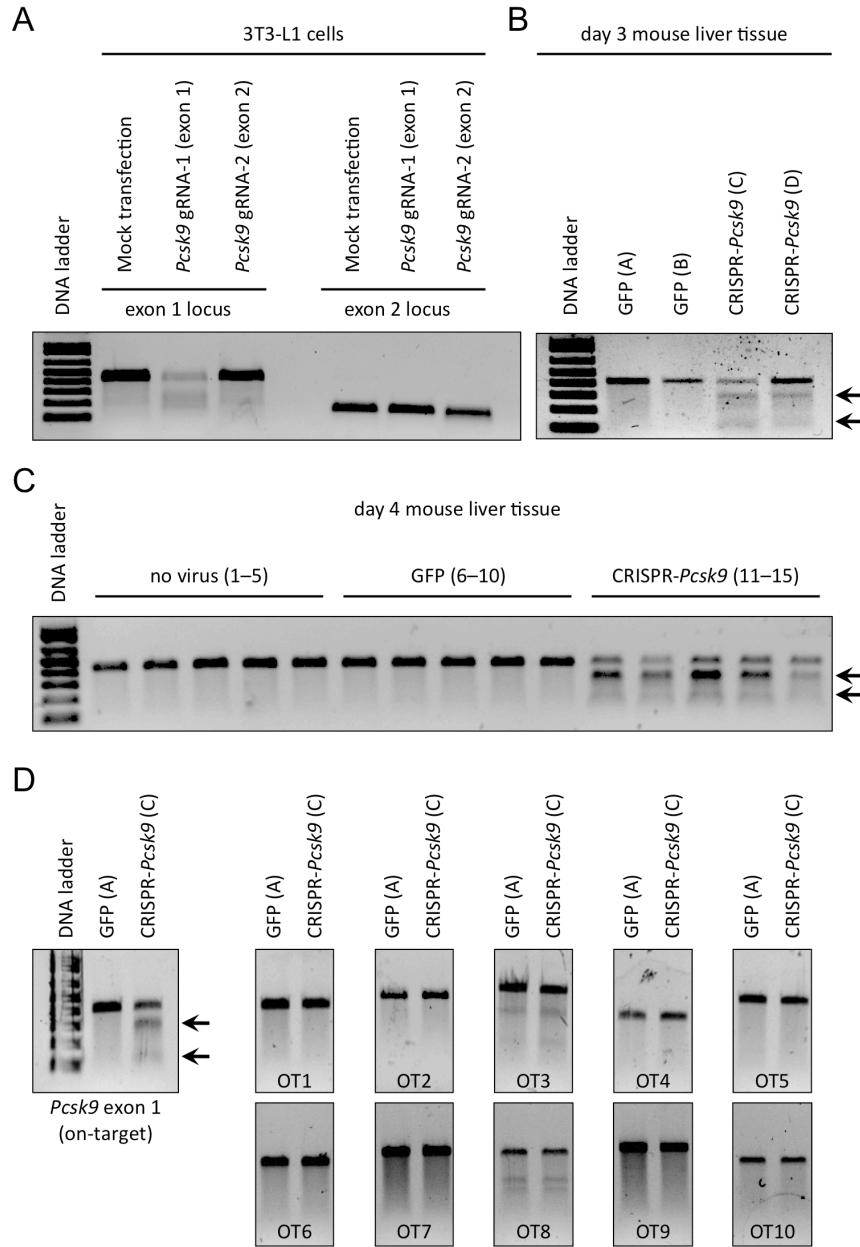 A
3T3-L1 cells
DNA ladder
Mock transfection
Pcsk9 gRNA-1 (exon 1)
Pcsk9 gRNA-2 (exon 2)
Mock transfection
Pcsk9 gRNA-1 (exon 1)
Pcsk9 gRNA-2 (exon 2)
exon 1 locus
exon 2 locus
B
day 3 mouse liver tissue
DNA ladder
GFP (A)
GFP (B)
CRISPR-Pcsk9 (C)
CRISPR-Pcsk9 (D)
C
day 4 mouse liver tissue
DNA ladder
no virus (1–5)
GFP (6–10)
CRISPR-Pcsk9 (11–15)
D
DNA ladder
GFP (A)
CRISPR-Pcsk9 (C)
Pcsk9 exon 1
(on-target)
GFP (A)
CRISPR-Pcsk9 (C)
GFP (A)
CRISPR-Pcsk9 (C)
GFP (A)
CRISPR-Pcsk9 (C)
GFP (A)
CRISPR-Pcsk9 (C)
GFP (A)
CRISPR-Pcsk9 (C)
OT1
OT2
OT3
OT4
OT5
OT6
OT7
OT8
OT9
OT10